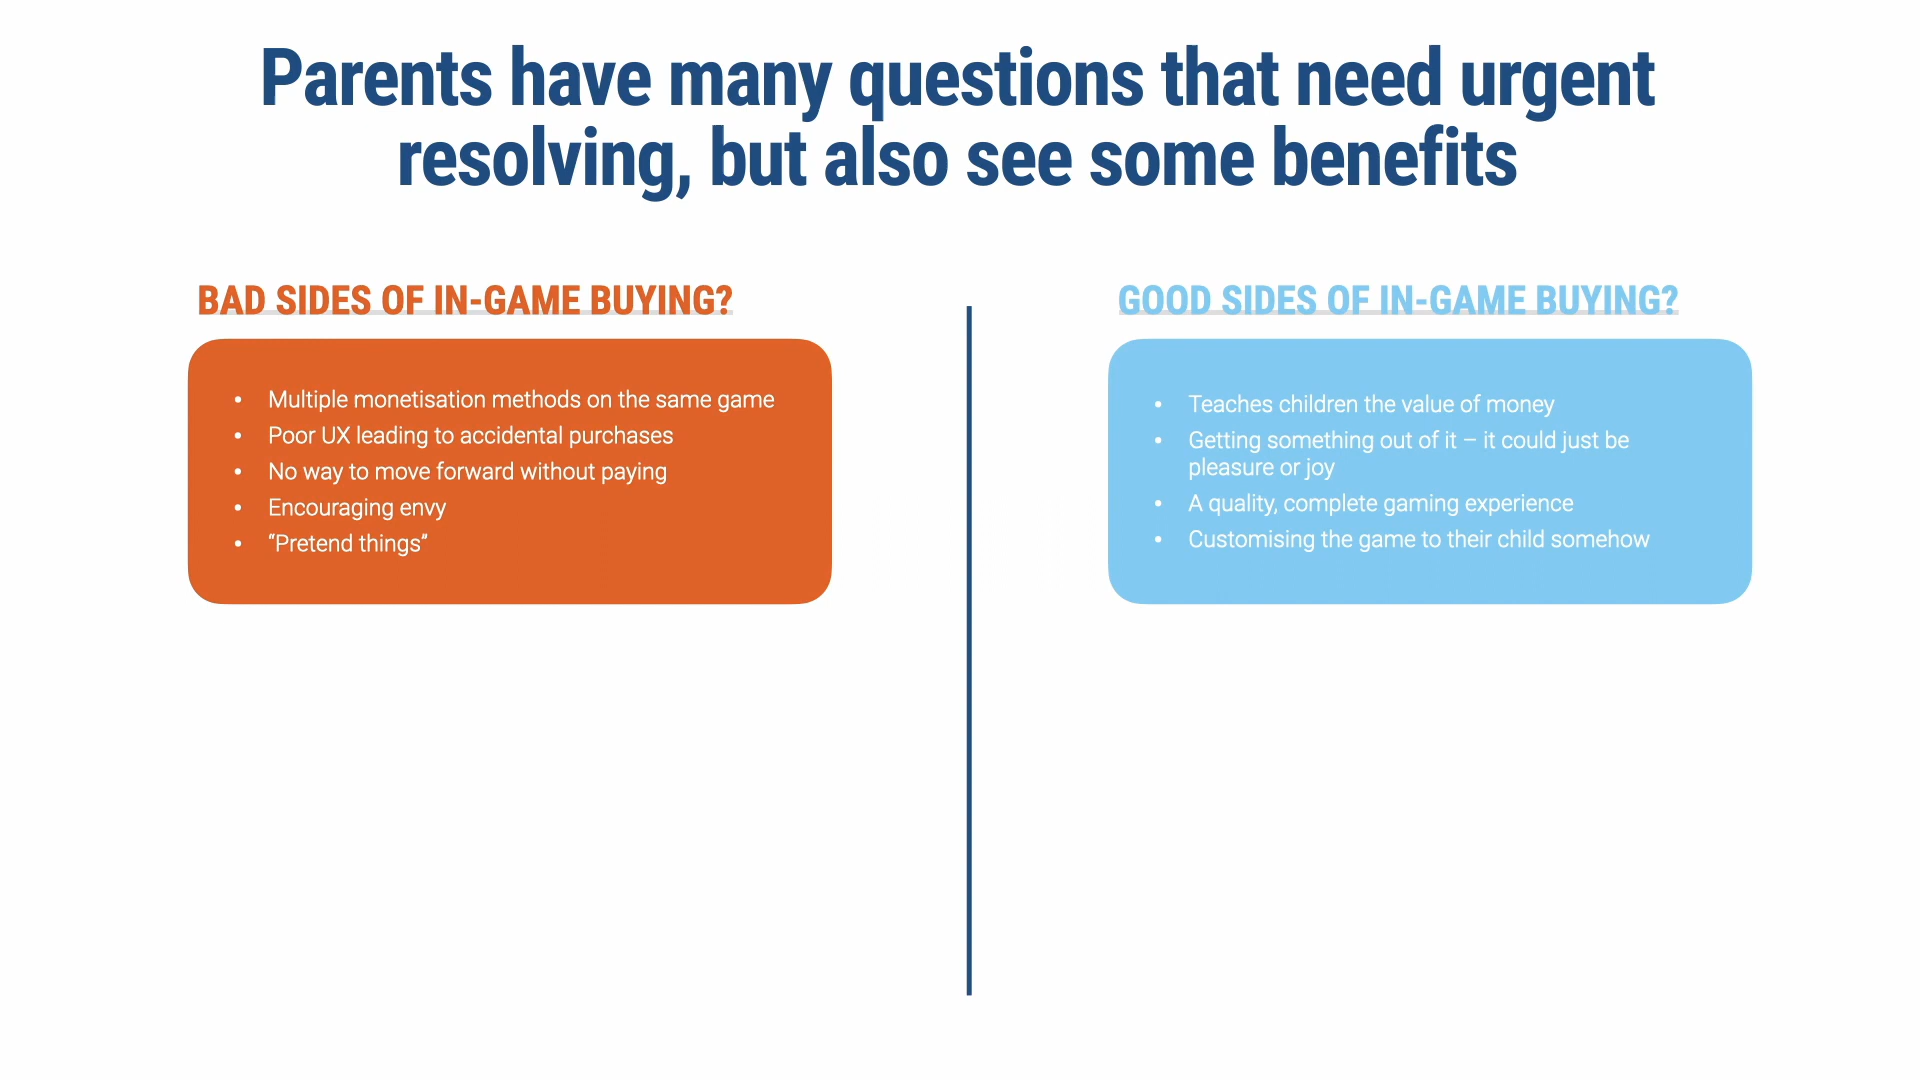 Parents have many questions that need urgent
resolving, but also see some benefits
BAD SIDES OF IN-GAME BUYING?
• Multiple monetisation methods on the same game
• Poor UX leading to accidental purchases
• No way to move forward without paying
• Encouraging envy
• “Pretend things”
GOOD SIDES OF IN-GAME BUYING?
• Teaches children the value of money
• Getting something out of it – it could just be
pleasure or joy
• A quality, complete gaming experience
• Customising the game to their child somehow